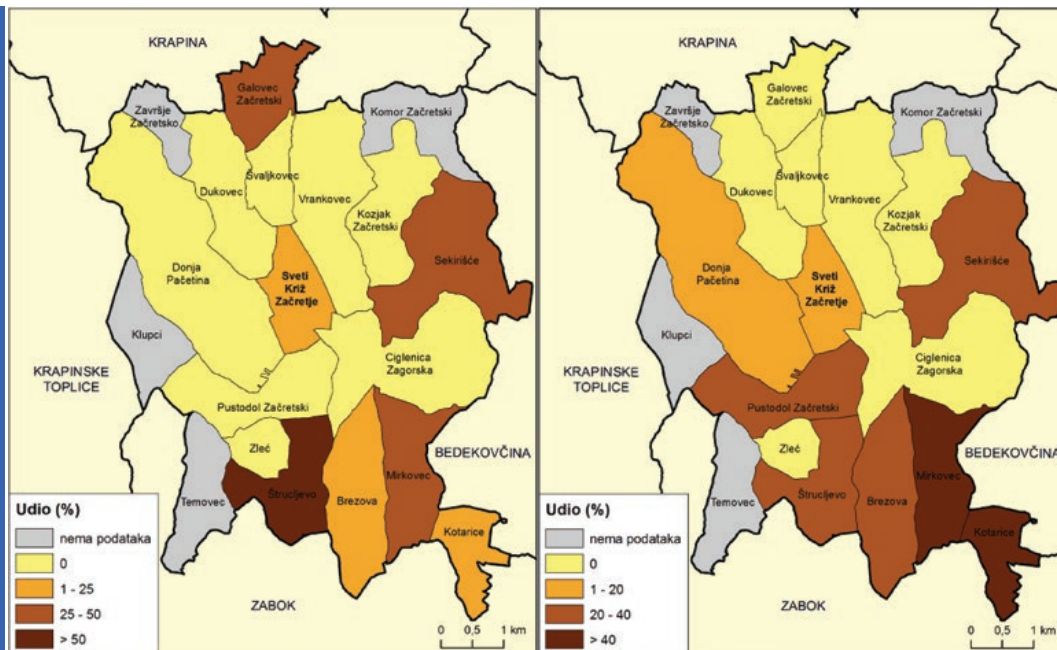 KRAPINA
Galovec
Začretski
Završje
Začretsko
Komor Začretski
Švaljkovec
Dukovec
Vrankovec
Kozjak
Začretski
Sekirišće
Donja
Pačetina
Sveti
Križ
Začretje
Klupci
Ciglenica
Zagorska
KRAPINSKE
TOPLICE
Pustodol Začretski
Zleć
BEDEKOVČINA
Mirkovec
Štrucljevo
Brezova
Temovec
Kotarice
ZABOK
Udio (%)
nema podataka
0
1 - 25
25 - 50
> 50
0 0,5 1 km
KRAPINA
Galovec
Začretski
Završje
Začretsko
Komor Začretski
Švaljkovec
Dukovec
Vrankovec
Kozjak
Začretski
Sekirišće
Donja
Pačetina
Sveti
Križ
Začretje
Klupci
Ciglenica
Zagorska
KRAPINSKE
TOPLICE
Pustodol Začretski
Zleć
BEDEKOVČINA
Mirkovec
Štrucljevo
Brezova
Temovec
Kotarice
ZABOK
Udio (%)
nema podataka
0
1 - 20
20 - 40
> 40
0 0,5 1 km